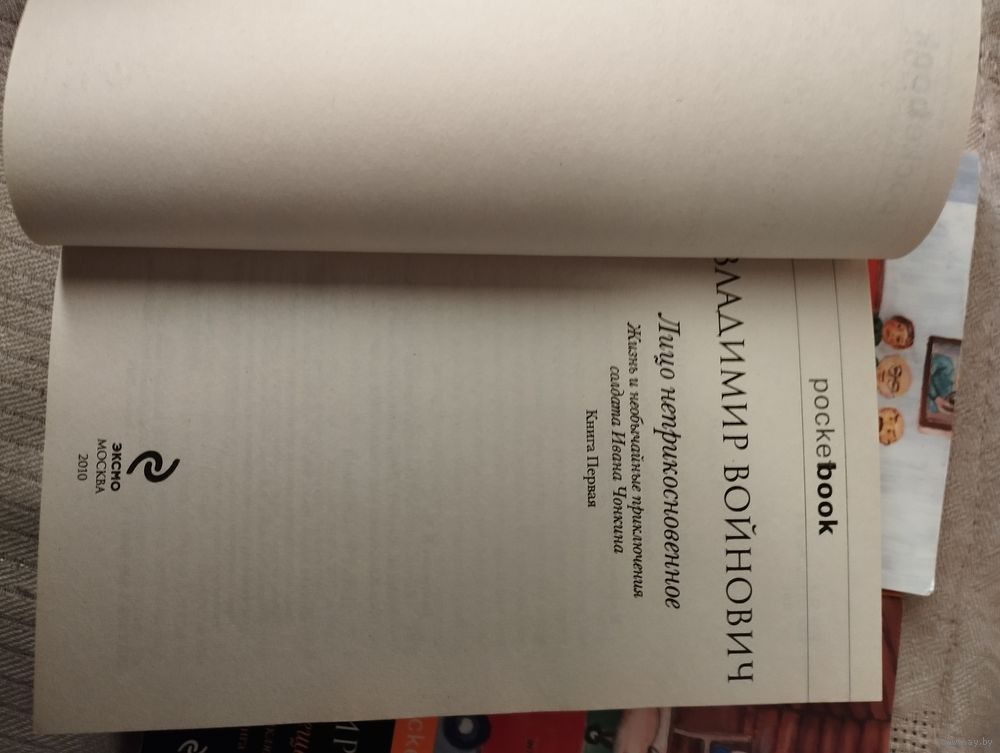 pocketbook
ВЛАДИМИР ВОЙНОВИЧ
Лицо неприкосновенное
Жизнь и необычайные приключения
солдата Ивана Чонкина
Книга Первая
эксмо
МОСКВА
2010